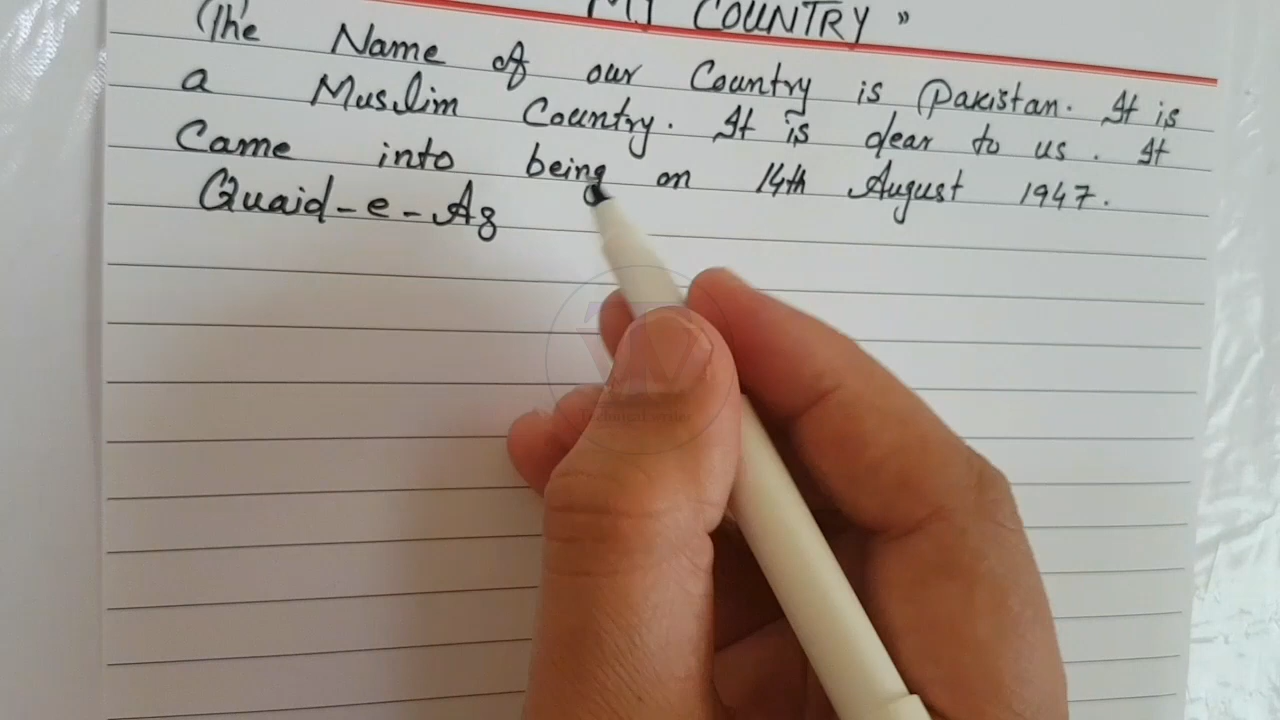 MY COUNTRY”
The Name of our Country is Pakistan. It is
a Muslim Country. It is dear to us. It
Came into being on 14th August 1947.
Quaid-e-Az